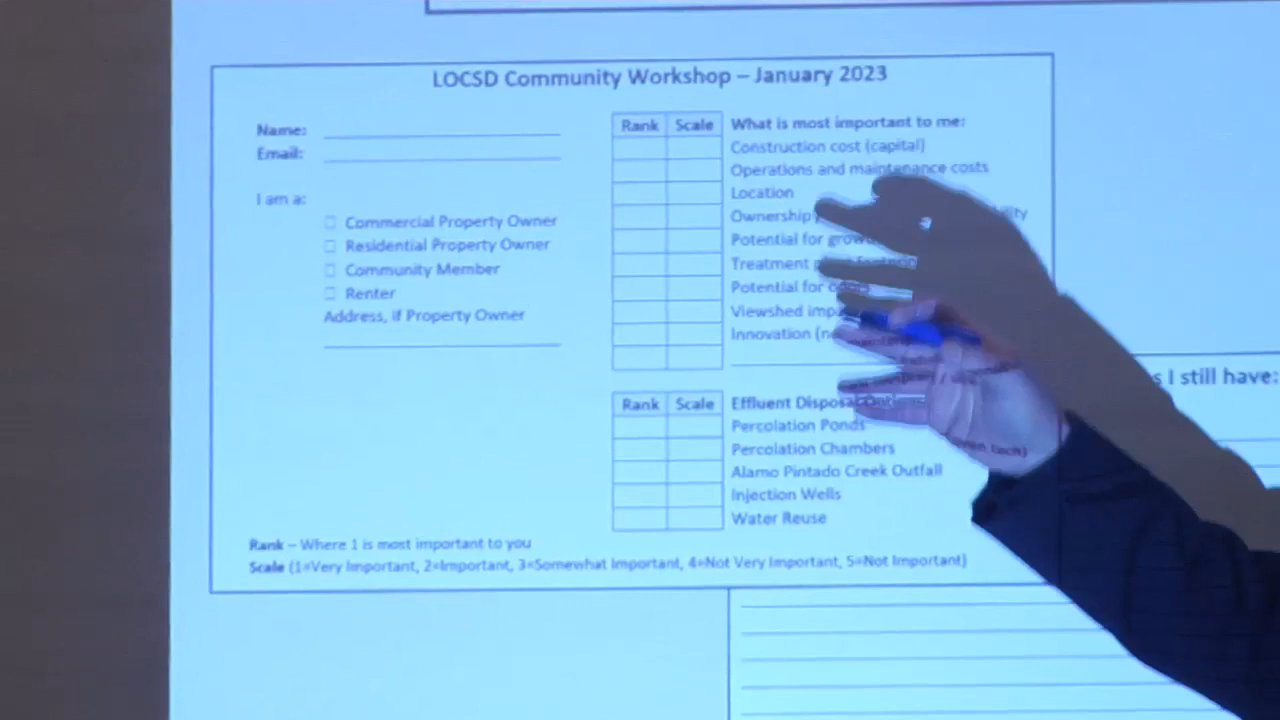 LOCSD Community Workshop – January 2023
Name:
Email:
I am a:
Commercial Property Owner
Residential Property Owner
Community Member
Renter
Address, if Property Owner
Rank Scale What is most important to me:
Construction cost (capital)
Operations and maintenance costs
Location
Ownership
Potential for
Treatment
Potential for
Viewshed
Innovation
Rank Scale Effluent Disposal
Percolation Ponds
Percolation Chambers
Alamo Pintado Creek Outfall
Injection Wells
Water Reuse
Rank – Where 1 is most important to you
Scale (1=Very Important, 2=Important, 3=Somewhat Important, 4=Not Very Important, 5=Not Important)
I still have: